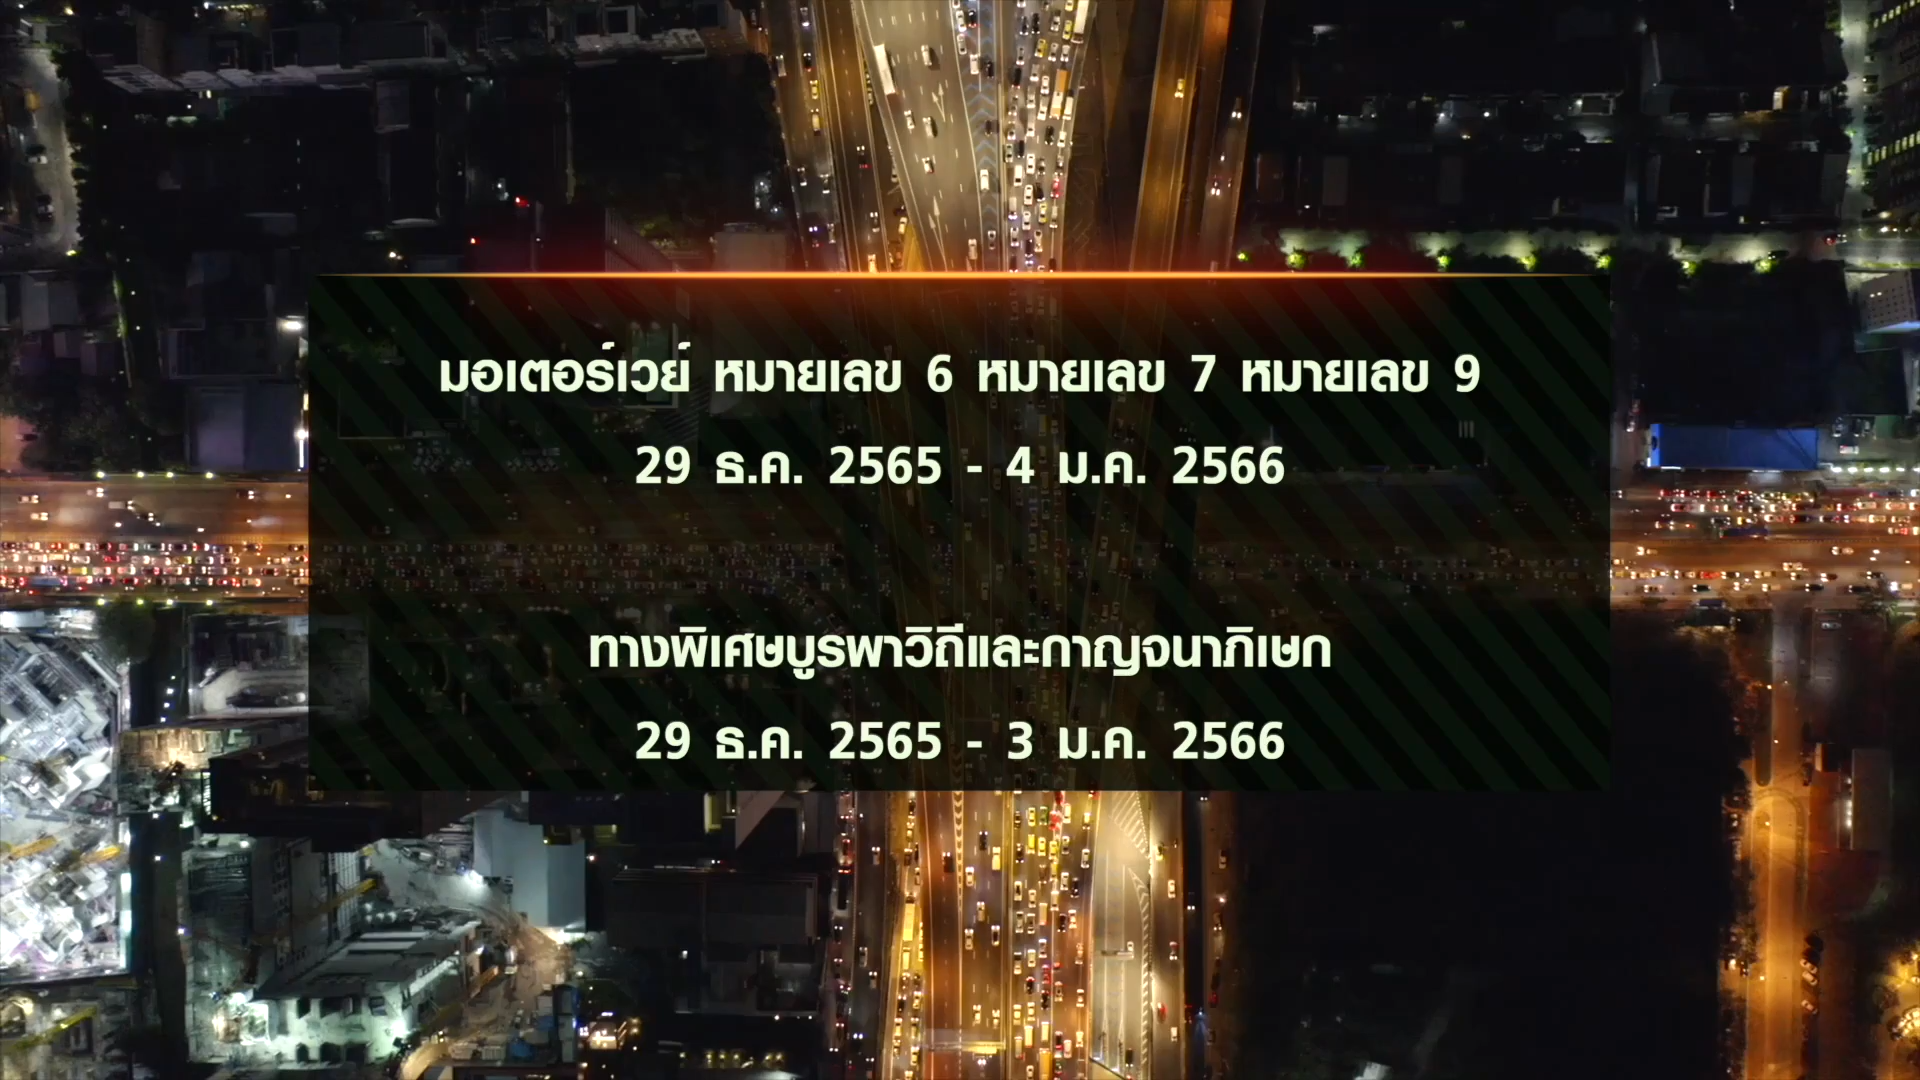 มอเตอร์เวย์ หมายเลข 6 หมายเลข 7 หมายเลข 9
29 ธ.ค. 2565 - 4 ม.ค. 2566
ทางพิเศษบูรพาวิถีและกาญจนาภิเษก
29 ธ.ค. 2565 - 3 ม.ค. 2566